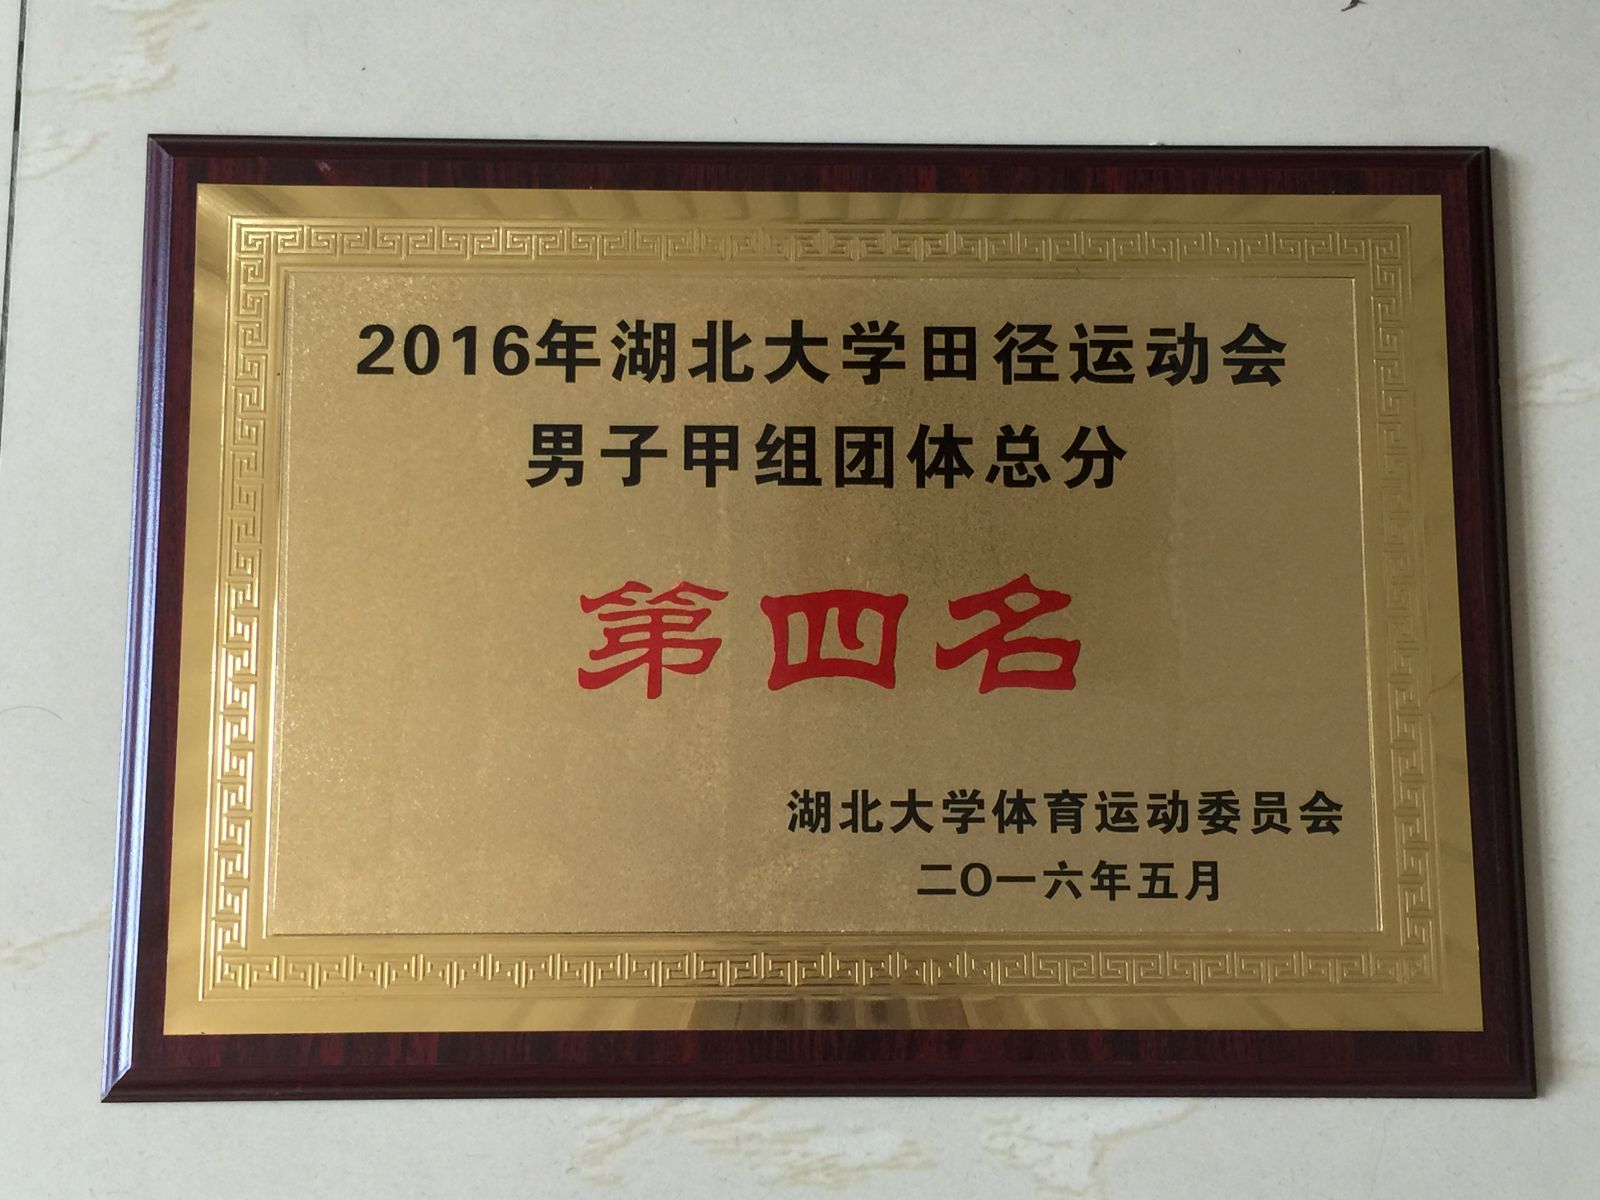 2016年湖北大学田径运动会
男子甲组团体总分
第四名
湖北大学体育运动委员会
二O一六年五月